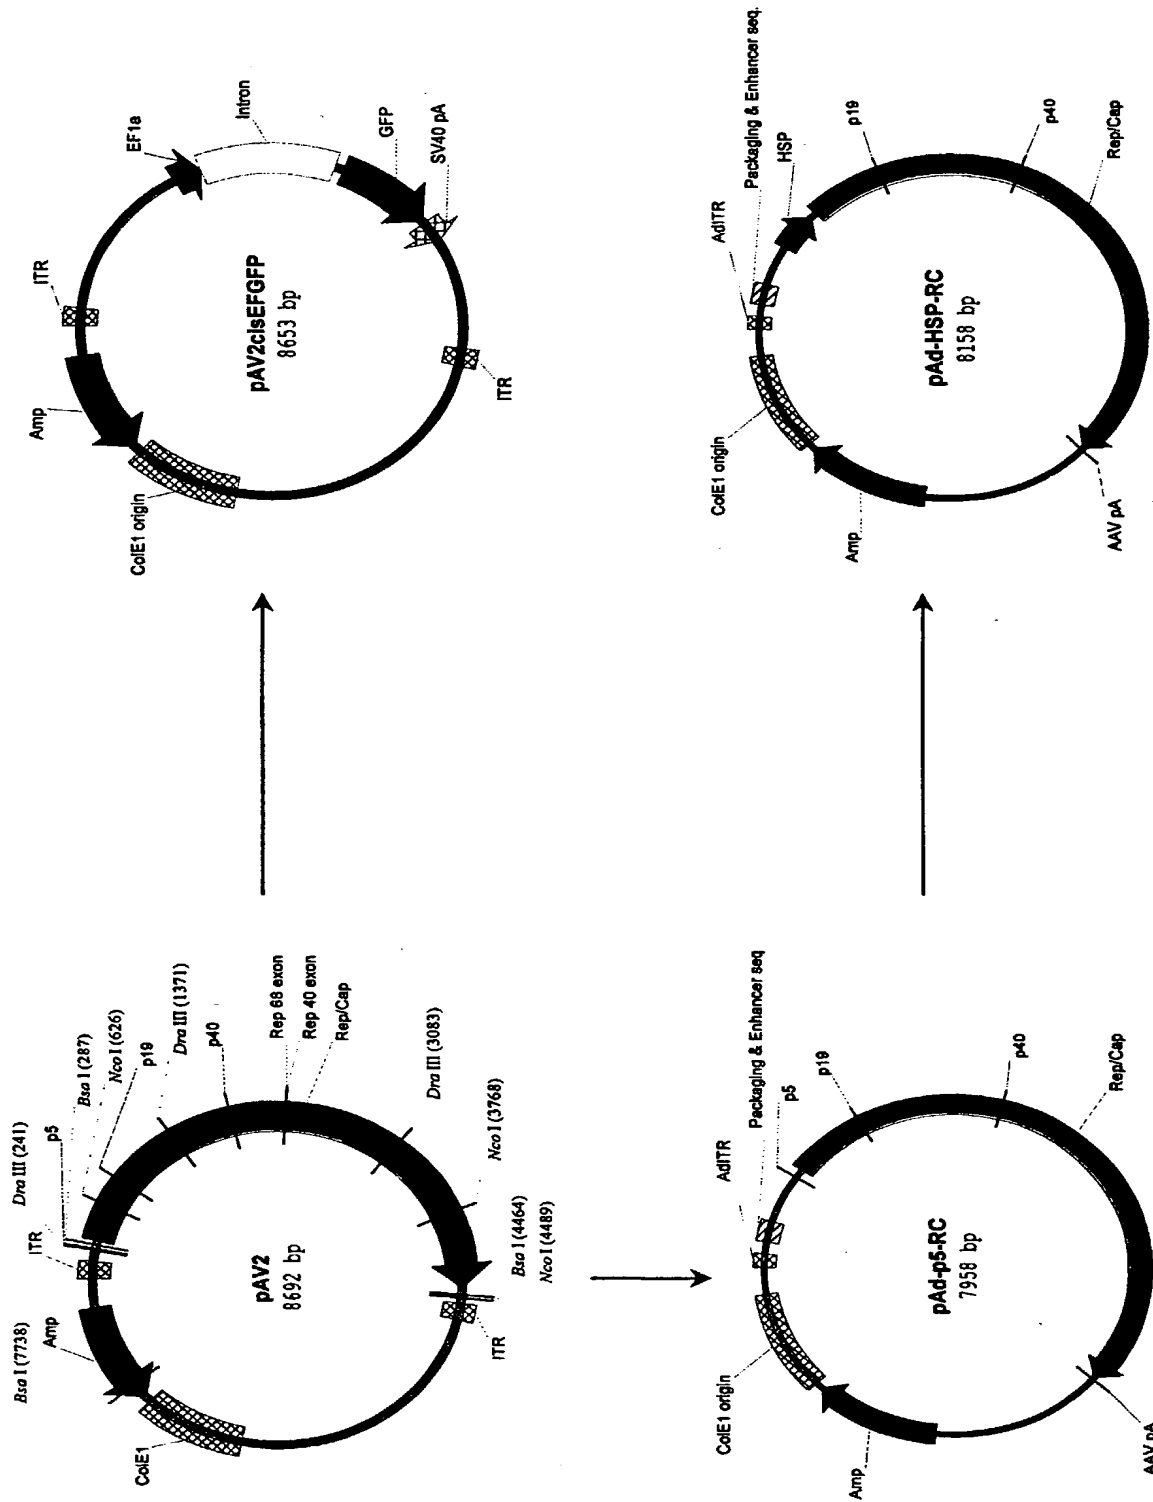 pAV2
8692 bp
Bsa I (7738)
Amp
ITR
Dra III (241)
p5
Bsa I (287)
Nco I (626)
p19
Dra III (1371)
p40
Rep 68 exon
Rep 40 exon
Rep/Cap
Dra III (3083)
Nco I (3768)
Bsa I (4464)
Nco I (4489)
ITR
ColE1
pAV2cisEFGFP
8653 bp
ITR
EF1a
Intron
GFP
SV40 pA
ITR
ColE1 origin
Amp
pAd-p5-RC
7958 bp
AdITR
Packaging & Enhancer seq
p5
p19
p40
Rep/Cap
AAV pA
Amp
ColE1 origin
pAd-HSP-RC
8158 bp
AdITR
Packaging & Enhancer seq.
HSP
p19
p40
Rep/Cap
AAV pA
Amp
ColE1 origin